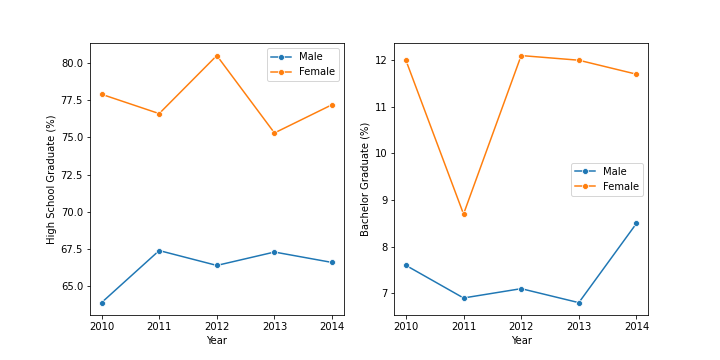 High School Graduate (%)
80.0
77.5
75.0
72.5
70.0
67.5
65.0
2010 2011 2012 2013 2014
Year
Male
Female
Bachelor Graduate (%)
12
11
10
9
8
7
2010 2011 2012 2013 2014
Year
Male
Female